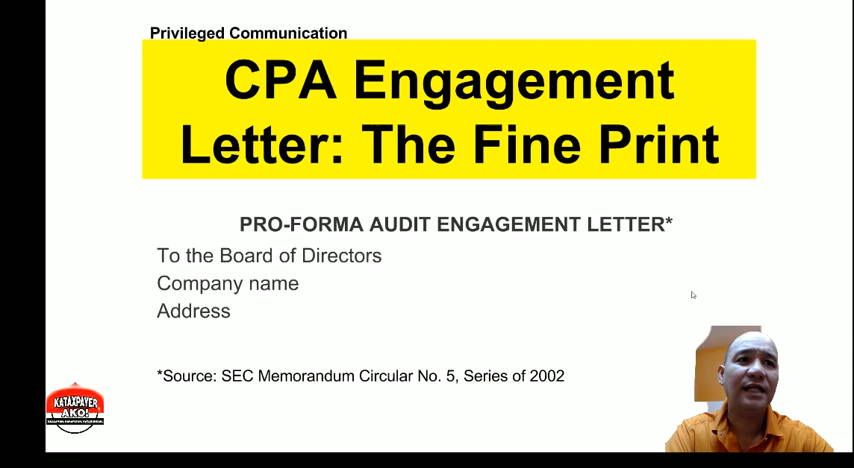 Privileged Communication
CPA Engagement
Letter: The Fine Print
PRO-FORMA AUDIT ENGAGEMENT LETTER*
To the Board of Directors
Company name
Address
*Source: SEC Memorandum Circular No. 5, Series of 2002
KATAXPAYER
AKO!